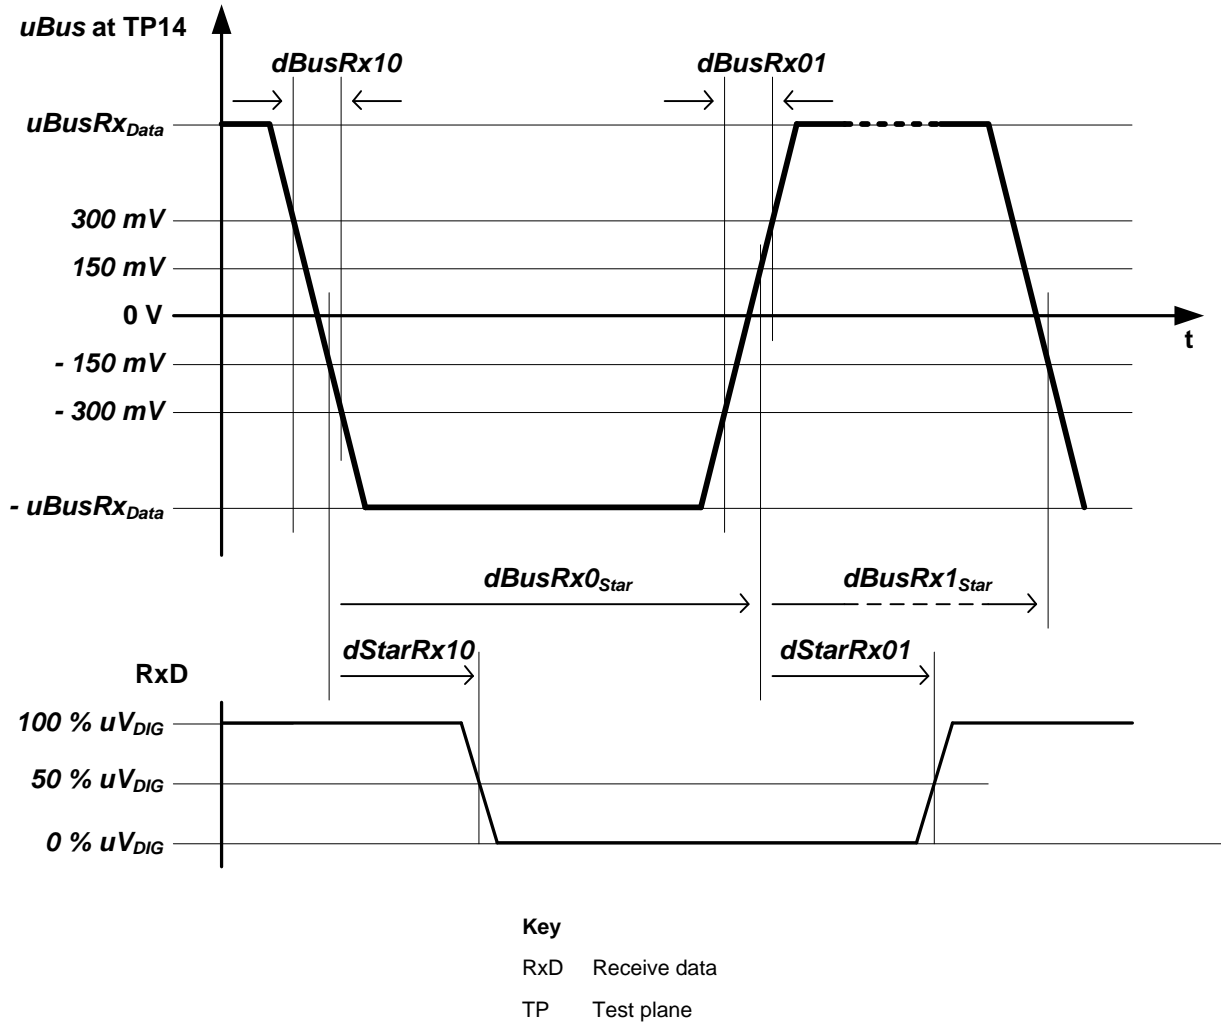 uBus at TP14
dBusRx10
dBusRx01
uBusRxData
300 mV
150 mV
0 V
t
- 150 mV
- 300 mV
- uBusRxData
dBusRx0Star
dBusRx1Star
dStarRx10
dStarRx01
RxD
100 % uVDIG
50 % uVDIG
0 % uVDIG
Key
RxD Receive data
TP Test plane